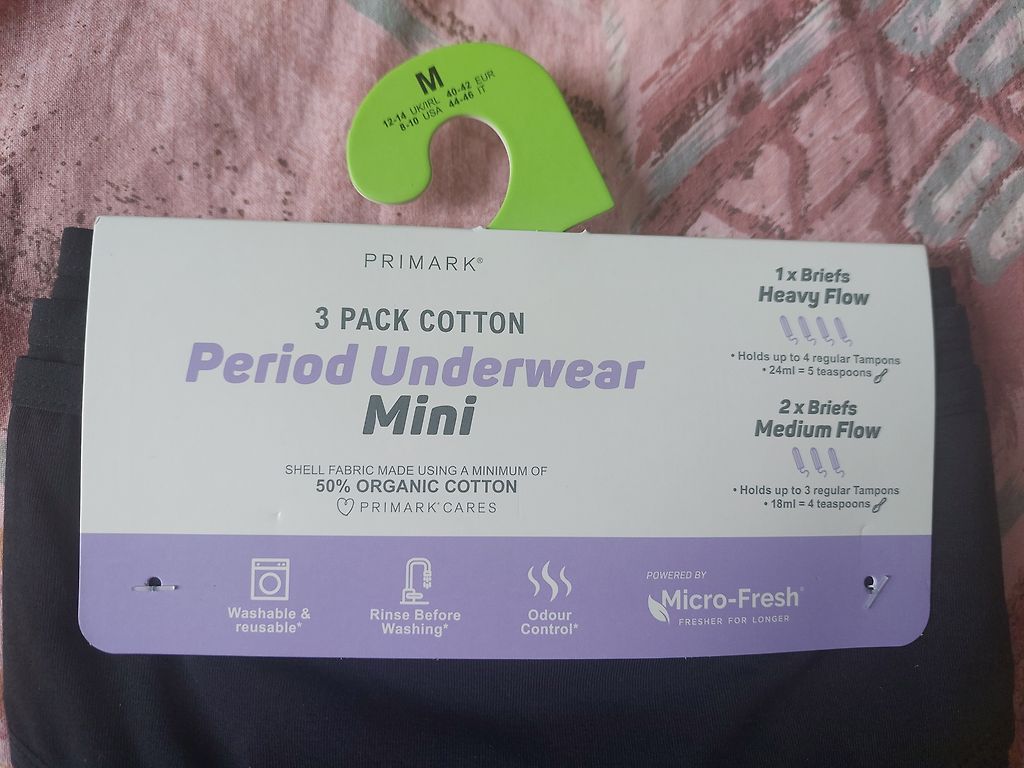 M
12-14 UK/IRL 40-42 EUR
8-10 USA 44-46 IT
PRIMARK®
3 PACK COTTON
Period Underwear
Mini
SHELL FABRIC MADE USING A MINIMUM OF
50% ORGANIC COTTON
PRIMARK® CARES
1 x Briefs
Heavy Flow
• Holds up to 4 regular Tampons
• 24ml = 5 teaspoons
2 x Briefs
Medium Flow
• Holds up to 3 regular Tampons
• 18ml = 4 teaspoons
Washable &
reusable*
Rinse Before
Washing*
Odour
Control*
POWERED BY
Micro-Fresh®
FRESHER FOR LONGER